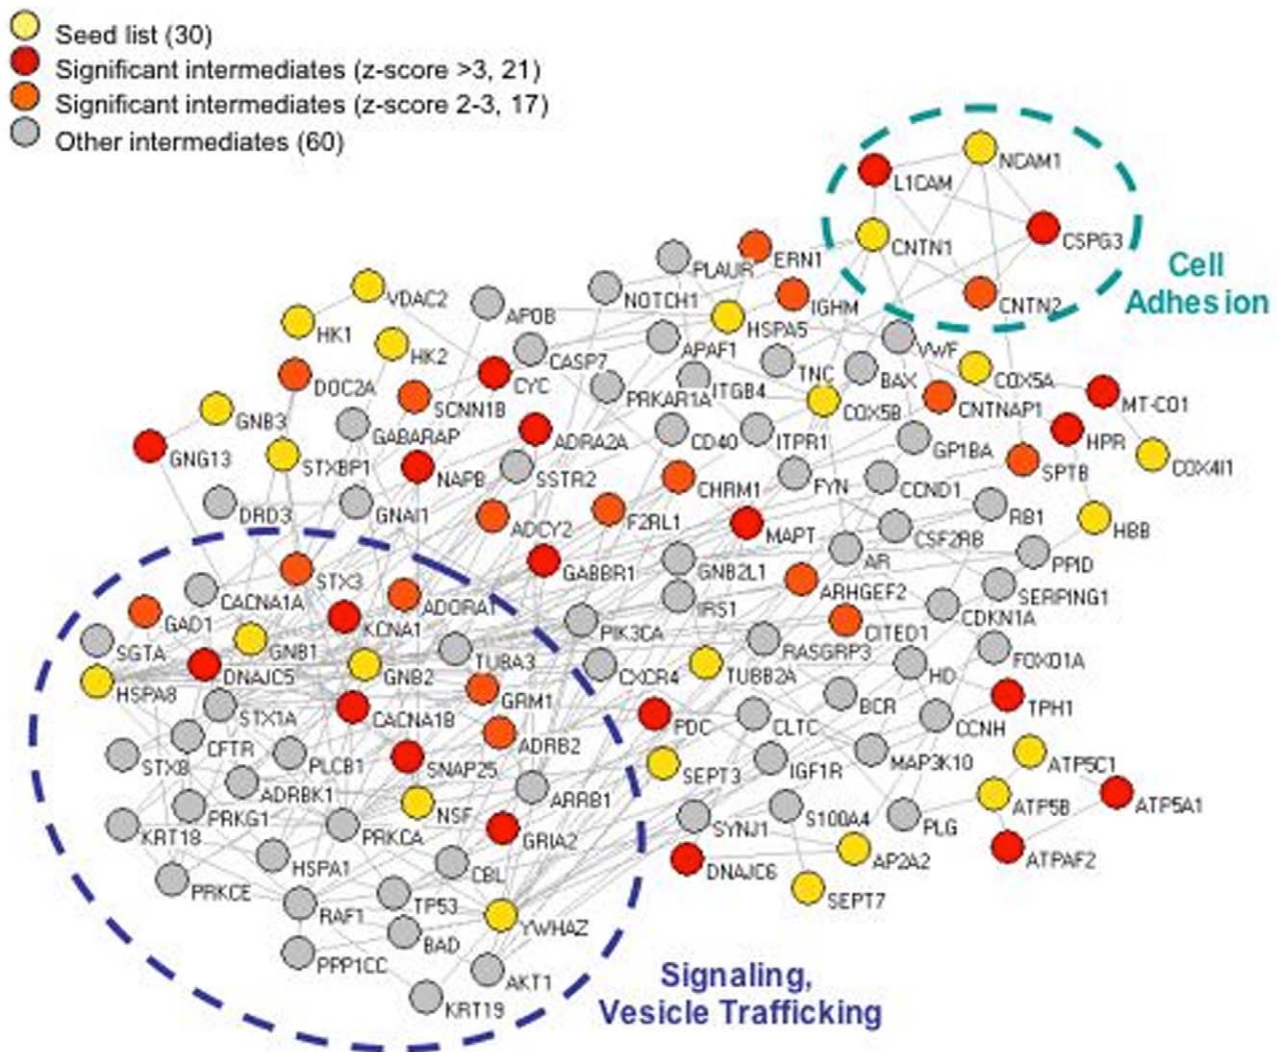 Seed list (30)
Significant intermediates (z-score >3, 21)
Significant intermediates (z-score 2-3, 17)
Other intermediates (60)
NCAM1
L1CAM
CSPG3
CNTN1
CNTN2
Cell
Adhesion
ERN1
PLAUR
IGHM
NOTCH1
HSPA5
VDAC2
APOB
HK1
HK2
CASP7
APAF1
VWF
TNC
BAX
COX5A
DOC2A
CYC
SCNN1B
PRKAR1A
ITGB4
COX5B
CNTNAP1
MT-CO1
GNB3
GABARAP
ADRA2A
CD40
ITPR1
GP1BA
HPR
GNG13
STXBP1
NAPB
SSTR2
CHRM1
FYN
CCND1
SPTB
COX4I1
DRD3
GNAI1
ADCY2
F2RL1
MAPT
CSF2RB
RB1
HBB
STX3
GABBR1
GNB2L1
AR
PPID
CACNA1A
ADORA1
IRS1
ARHGEF2
SERPING1
GAD1
KCNA1
PIK3CA
CITED1
CDKN1A
SGTA
GNB1
TUBA3
RASGRP3
FOXO1A
HSPA8
DNAJC5
GNB2
CXCR4
TUBB2A
HD
STX1A
CACNA1B
GRM1
PDC
CLTC
BCR
TPH1
CCNH
CFTR
ADRB2
STX8
PLCB1
SNAP25
SEPT3
IGF1R
MAP3K10
ATP5C1
ADRBK1
ARRB1
PRKG1
NSF
SYNJ1
S100A4
PLG
ATP5B
ATP5A1
KRT18
PRKCA
GRIA2
HSPA1
CBL
DNAJC6
AP2A2
ATPAF2
PRKCE
SEPT7
RAF1
TP53
YWHAZ
BAD
PPP1CC
AKT1
KRT19
Signaling,
Vesicle Trafficking